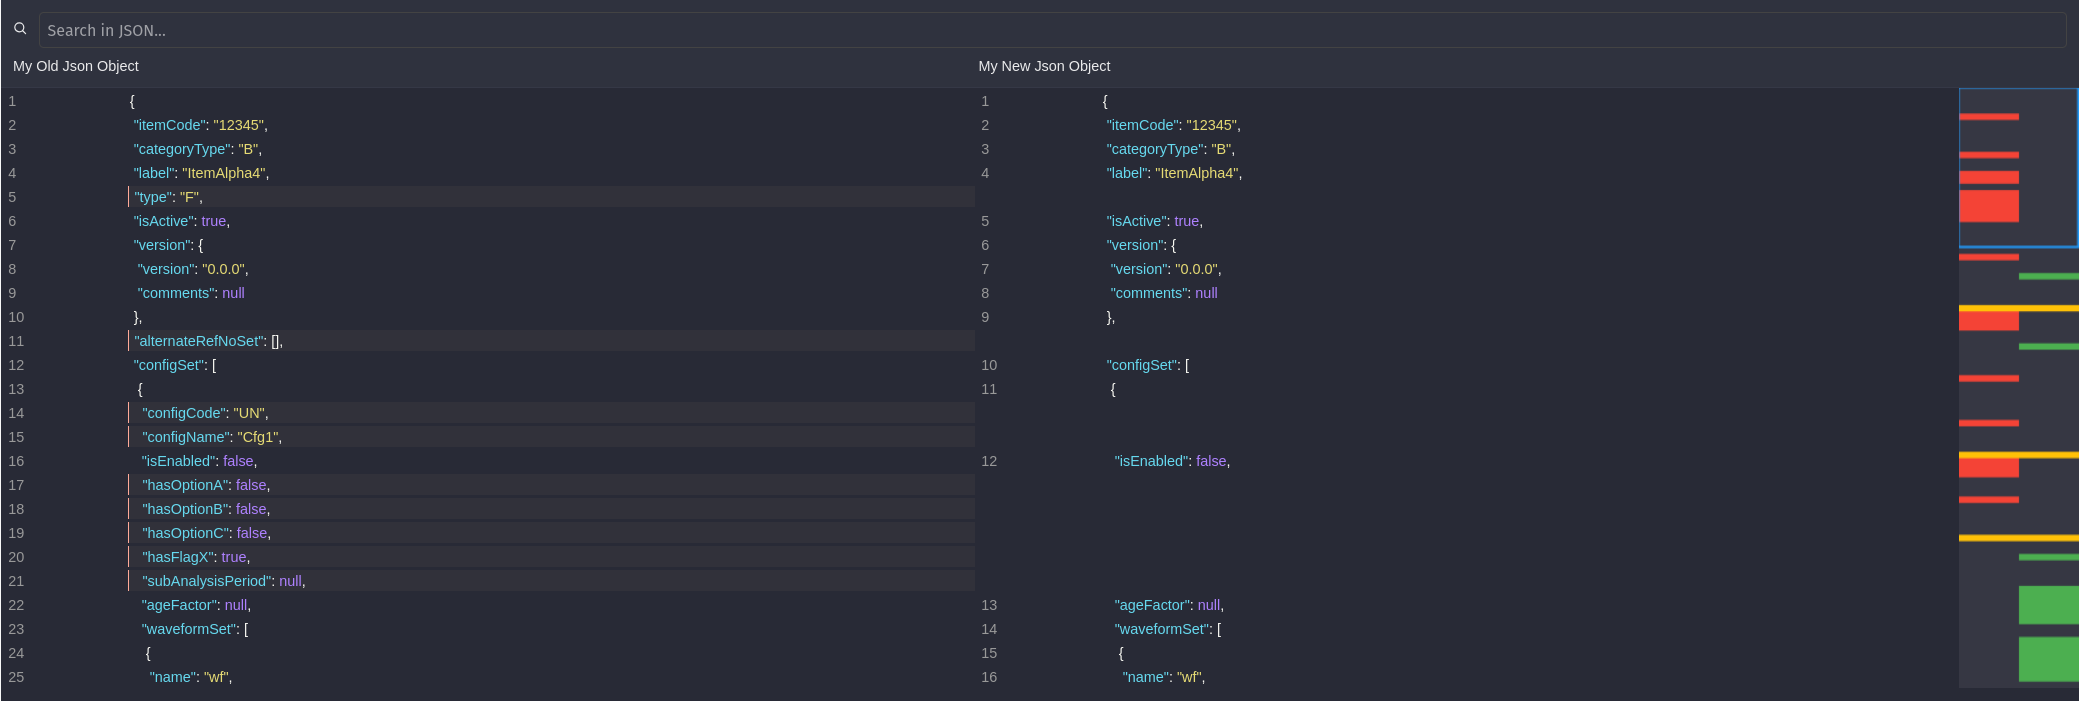 Search in JSON...
My Old Json Object
My New Json Object
1 {
2 "itemCode": "12345",
3 "categoryType": "B",
4 "label": "ItemAlpha4",
5 "type": "F",
6 "isActive": true,
7 "version": {
8 "version": "0.0.0",
9 "comments": null
10 },
11 "alternateRefNoSet": [],
12 "configSet": [
13 {
14 "configCode": "UN",
15 "configName": "Cfg1",
16 "isEnabled": false,
17 "hasOptionA": false,
18 "hasOptionB": false,
19 "hasOptionC": false,
20 "hasFlagX": true,
21 "subAnalysisPeriod": null,
22 "ageFactor": null,
23 "waveformSet": [
24 {
25 "name": "wf",
1 {
2 "itemCode": "12345",
3 "categoryType": "B",
4 "label": "ItemAlpha4",
5 "isActive": true,
6 "version": {
7 "version": "0.0.0",
8 "comments": null
9 },
10 "configSet": [
11 {
12 "isEnabled": false,
13 "ageFactor": null,
14 "waveformSet": [
15 {
16 "name": "wf",